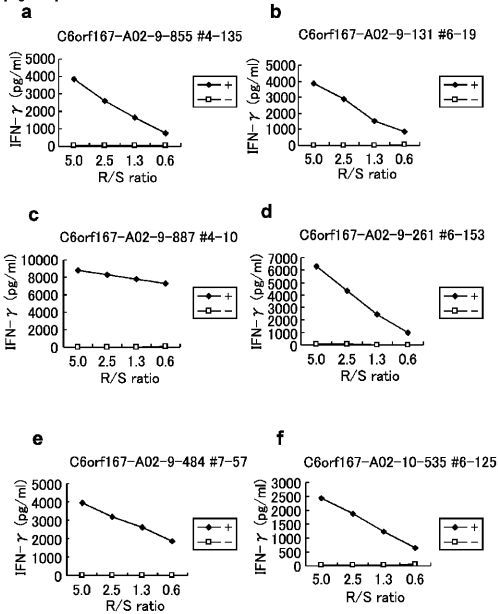 a
C6orf167-A02-9-855 #4-135
IFN-γ (pg/ml)
5000
4000
3000
2000
1000
0
5.0 2.5 1.3 0.6
R/S ratio
+
−
b
C6orf167-A02-9-131 #6-19
IFN-γ (pg/ml)
5000
4000
3000
2000
1000
0
5.0 2.5 1.3 0.6
R/S ratio
+
−
c
C6orf167-A02-9-887 #4-10
IFN-γ (pg/ml)
10000
8000
6000
4000
2000
0
5.0 2.5 1.3 0.6
R/S ratio
+
−
d
C6orf167-A02-9-261 #6-153
IFN-γ (pg/ml)
7000
6000
5000
4000
3000
2000
1000
0
5.0 2.5 1.3 0.6
R/S ratio
+
−
e
C6orf167-A02-9-484 #7-57
IFN-γ (pg/ml)
5000
4000
3000
2000
1000
0
5.0 2.5 1.3 0.6
R/S ratio
+
−
f
C6orf167-A02-10-535 #6-125
IFN-γ (pg/ml)
3000
2500
2000
1500
1000
500
0
5.0 2.5 1.3 0.6
R/S ratio
+
−